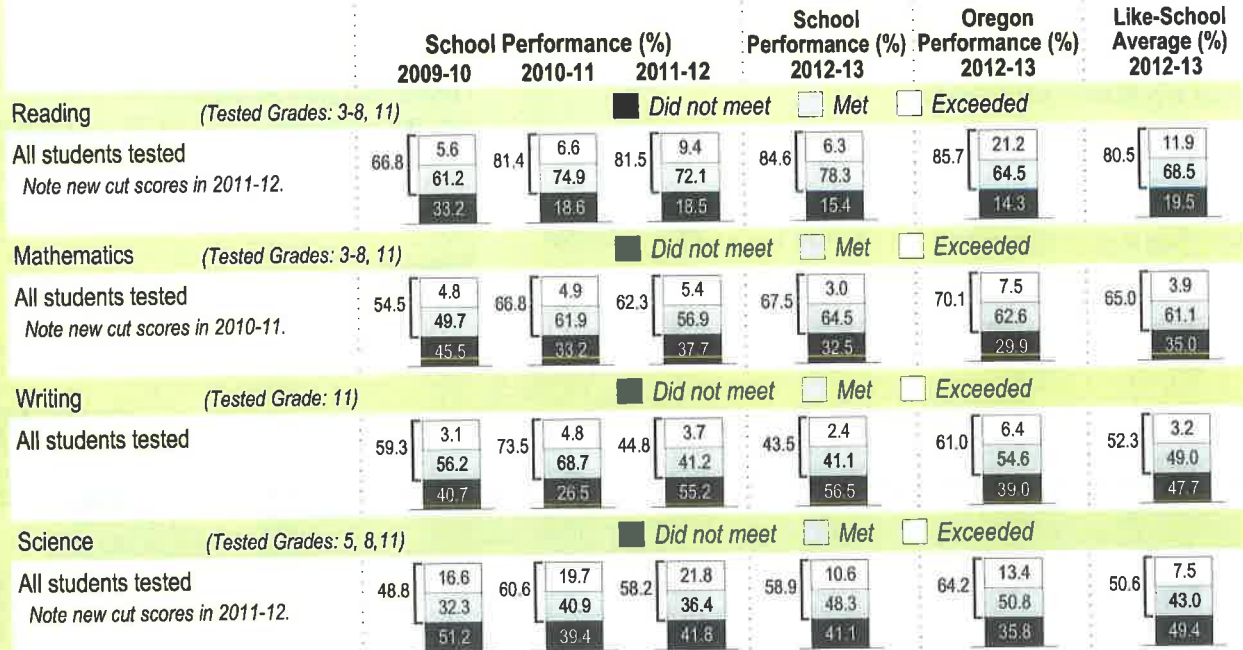 School Performance (%)
School Performance (%) 2012-13
Oregon Performance (%) 2012-13
Like-School Average (%) 2012-13
2009-10 2010-11 2011-12
Reading (Tested Grades: 3-8, 11) Did not meet Met Exceeded
All students tested
Note new cut scores in 2011-12.
66.8 5.6 61.2 33.2
81.4 6.6 74.9 18.6
81.5 9.4 72.1 18.5
84.6 6.3 78.3 15.4
85.7 21.2 64.5 14.3
80.5 11.9 68.5 19.5
Mathematics (Tested Grades: 3-8, 11) Did not meet Met Exceeded
All students tested
Note new cut scores in 2010-11.
54.5 4.8 49.7 45.5
66.8 4.9 61.9 33.2
62.3 5.4 56.9 37.7
67.5 3.0 64.5 32.5
70.1 7.5 62.6 29.9
65.0 3.9 61.1 35.0
Writing (Tested Grade: 11) Did not meet Met Exceeded
All students tested
59.3 3.1 56.2 40.7
73.5 4.8 68.7 26.5
44.8 3.7 41.2 55.2
43.5 2.4 41.1 56.5
61.0 6.4 54.6 39.0
52.3 3.2 49.0 47.7
Science (Tested Grades: 5, 8,11) Did not meet Met Exceeded
All students tested
Note new cut scores in 2011-12.
48.8 16.6 32.3 51.2
60.6 19.7 40.9 39.4
58.2 21.8 36.4 41.8
58.9 10.6 48.3 41.1
64.2 13.4 50.8 35.8
50.6 7.5 43.0 49.4